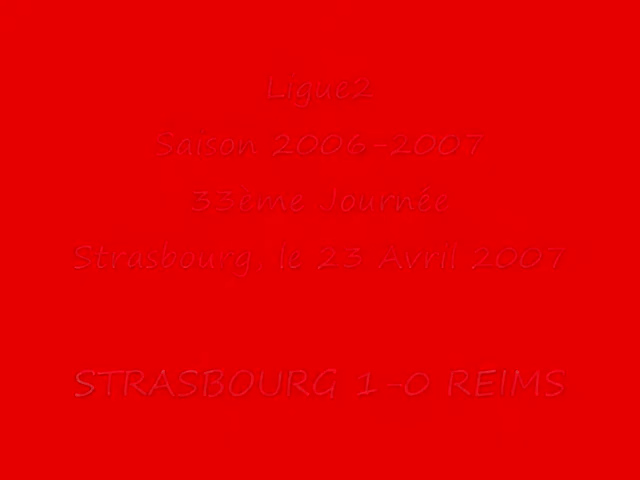 Ligue2
Saison 2006-2007
33ème Journée
Strasbourg, le 23 Avril 2007
STRASBOURG 1-0 REIMS